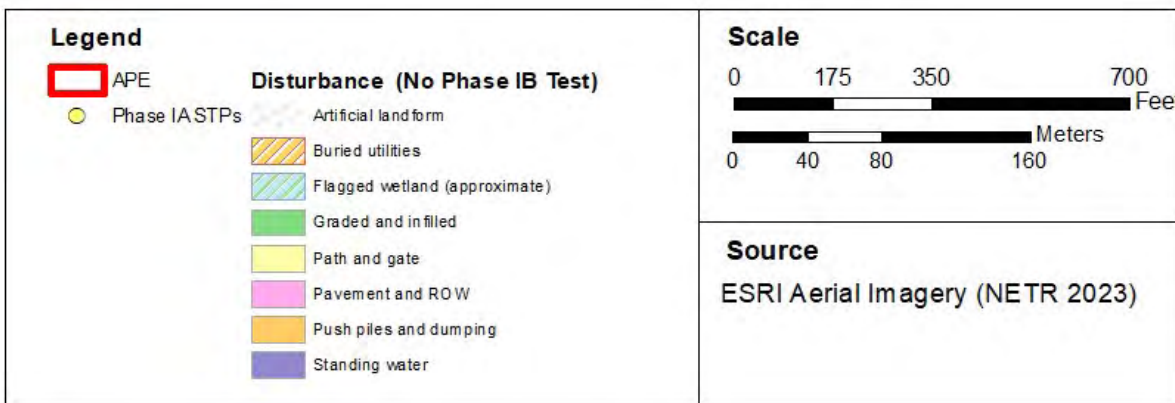 Legend
APE
Phase IA STPs
Disturbance (No Phase IB Test)
Artificial landform
Buried utilities
Flagged wetland (approximate)
Graded and infilled
Path and gate
Pavement and ROW
Push piles and dumping
Standing water
Scale
0 175 350 700
Fee
Meters
0 40 80 160
Source
ESRI Aerial Imagery (NETR 2023)